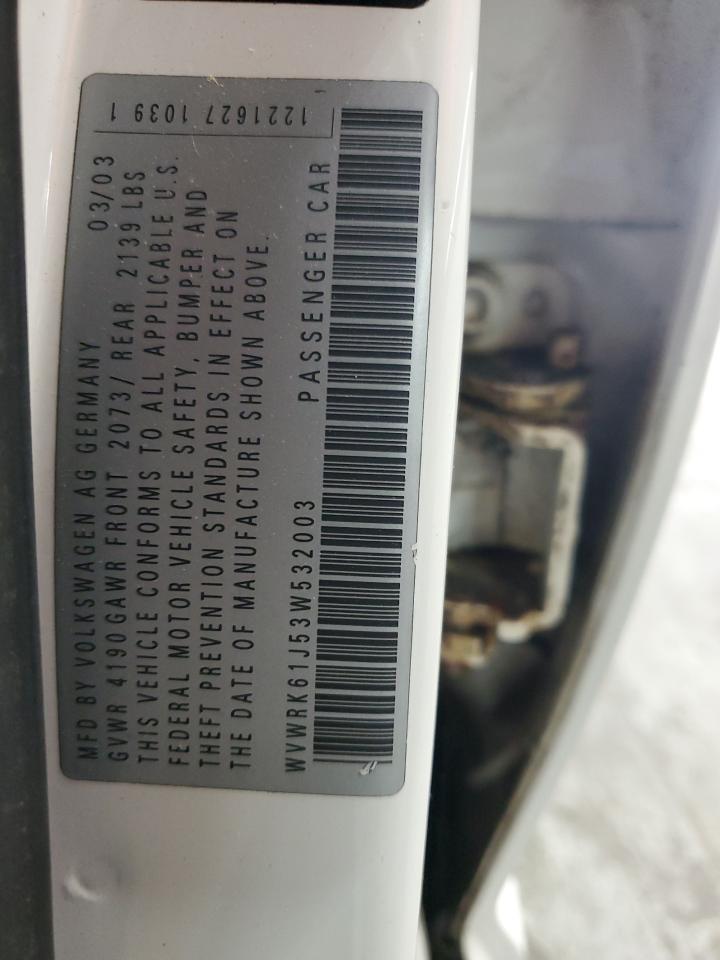 MFD BY VOLKSWAGEN AG GERMANY 03/03
GVWR 4190 GAWR FRONT 2073/ REAR 2139 LBS
THIS VEHICLE CONFORMS TO ALL APPLICABLE U.S.
FEDERAL MOTOR VEHICLE SAFETY, BUMPER AND
THEFT PREVENTION STANDARDS IN EFFECT ON
THE DATE OF MANUFACTURE SHOWN ABOVE.
WVWRK61J53W532003 PASSENGER CAR
1221627 1039 1